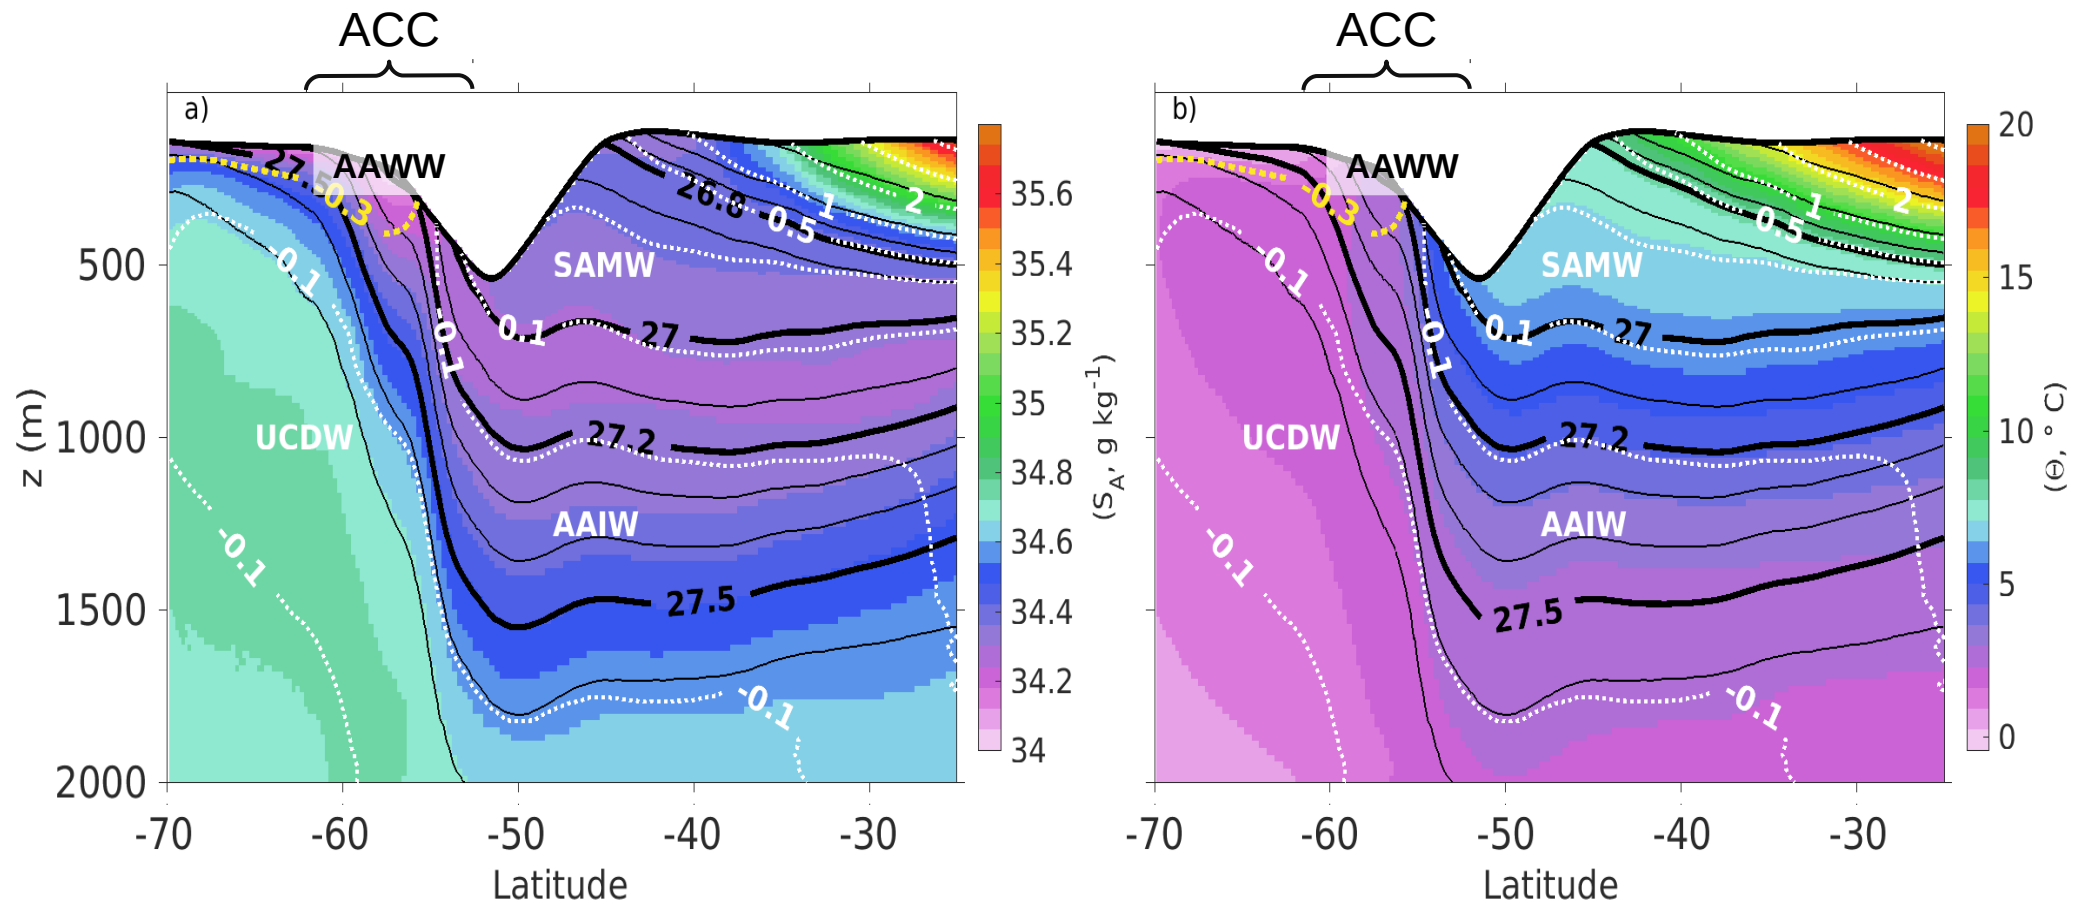 ACC
a)
AAWW
27.5
-0.3
26.8
1
2
0.5
-0.1
SAMW
0.1
27
-0.1
27.2
UCDW
AAIW
-0.1
27.5
-0.1
500
1000
1500
2000
z (m)
-70 -60 -50 -40 -30
Latitude
35.6
35.4
35.2
35
34.8
34.6
34.4
34.2
34
(S_A, g kg^-1)
ACC
b)
AAWW
-0.3
1
2
0.5
-0.1
SAMW
0.1
27
-0.1
27.2
UCDW
AAIW
-0.1
27.5
-0.1
-70 -60 -50 -40 -30
Latitude
20
15
10
5
0
(Θ, ° C)